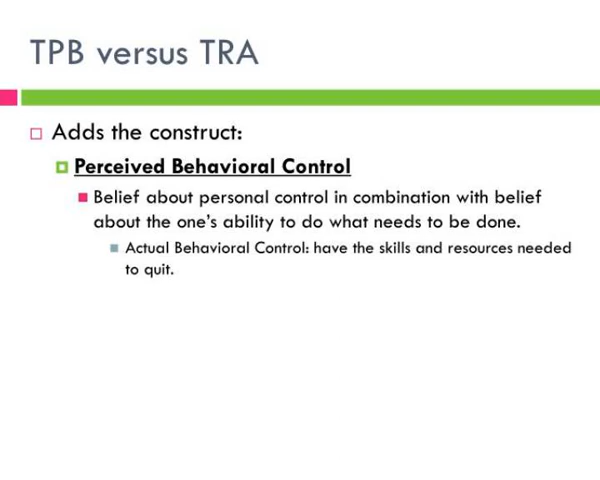 TPB versus TRA
Adds the construct:
Perceived Behavioral Control
Belief about personal control in combination with belief
about the one's ability to do what needs to be done.
Actual Behavioral Control: have the skills and resources needed
to quit.